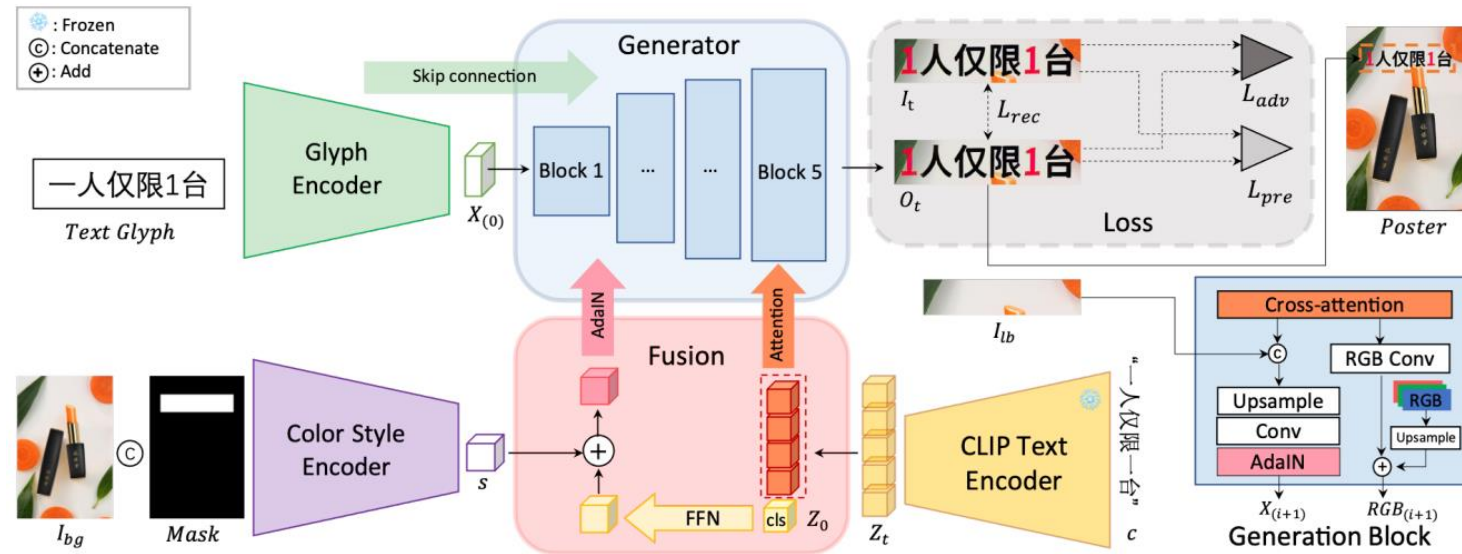 : Frozen
© : Concatenate
⊕ : Add
Generator
Skip connection
Glyph Encoder
一人仅限1台
Text Glyph
X(0)
Block 1
...
...
Block 5
1人仅限1台
It
Lrec
1人仅限1台
Ot
Ladv
Lpre
Loss
1人仅限1台
Poster
AdaIN
Attention
Fusion
Ibg
©
Mask
Color Style Encoder
s
+
FFN
cls
Z0
Zt
CLIP Text Encoder
“一人仅限一台”
c
Ilb
Cross-attention
©
RGB Conv
Upsample
RGB
Conv
Upsample
AdaIN
+
X(i+1)
RGB(i+1)
Generation Block